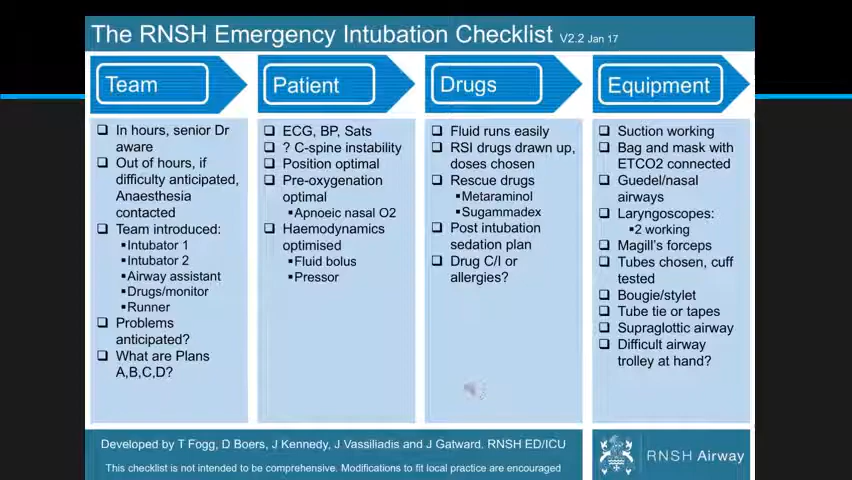 The RNSH Emergency Intubation Checklist V2.2 Jan 17
Team
❑ In hours, senior Dr
aware
❑ Out of hours, if
difficulty anticipated,
Anaesthesia
contacted
❑ Team introduced:
▪Intubator 1
▪Intubator 2
▪Airway assistant
▪Drugs/monitor
▪Runner
❑ Problems
anticipated?
❑ What are Plans
A,B,C,D?
Patient
❑ ECG, BP, Sats
❑ ? C-spine instability
❑ Position optimal
❑ Pre-oxygenation
optimal
▪Apnoeic nasal O2
❑ Haemodynamics
optimised
▪Fluid bolus
▪Pressor
Drugs
❑ Fluid runs easily
❑ RSI drugs drawn up,
doses chosen
❑ Rescue drugs
▪Metaraminol
▪Sugammadex
❑ Post intubation
sedation plan
❑ Drug C/I or
allergies?
Equipment
❑ Suction working
❑ Bag and mask with
ETCO2 connected
❑ Guedel/nasal
airways
❑ Laryngoscopes:
▪2 working
❑ Magill's forceps
❑ Tubes chosen, cuff
tested
❑ Bougie/stylet
❑ Tube tie or tapes
❑ Supraglottic airway
❑ Difficult airway
trolley at hand?
Developed by T Fogg, D Boers, J Kennedy, J Vassiliadis and J Gatward. RNSH ED/ICU
This checklist is not intended to be comprehensive. Modifications to fit local practice are encouraged
RNSH Airway